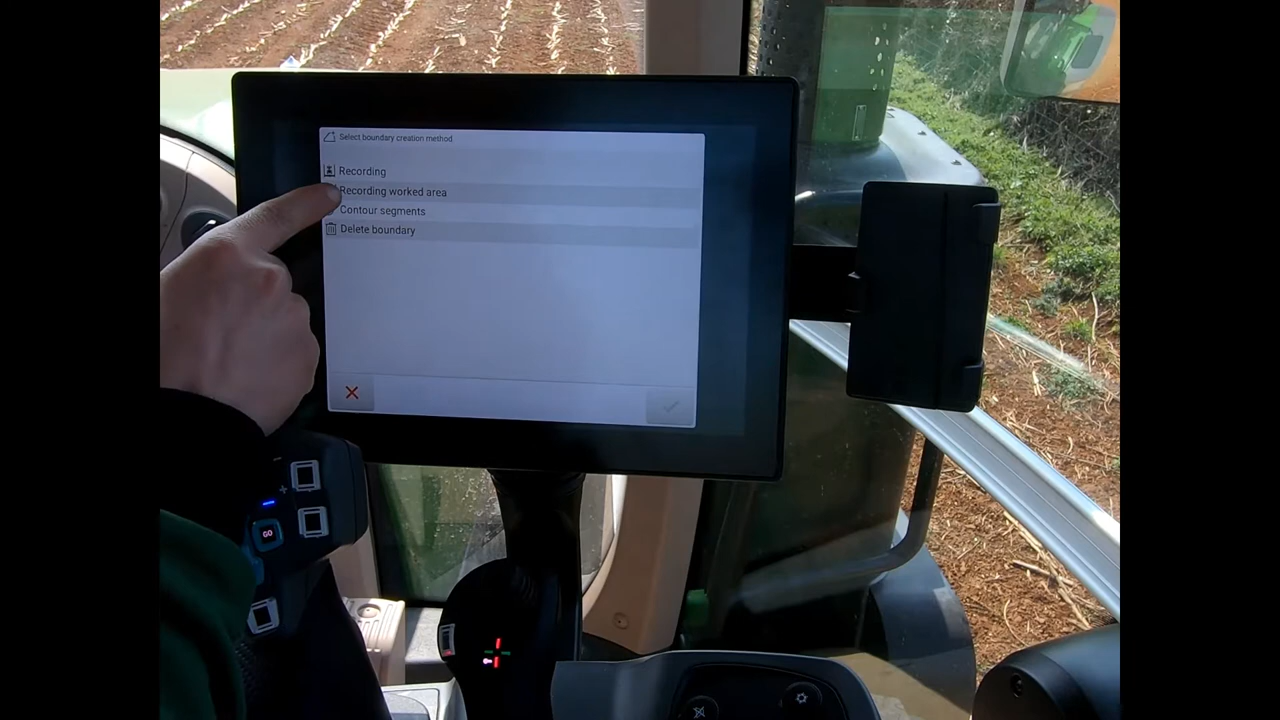 Select boundary creation method
Recording
Recording worked area
Contour segments
Delete boundary
GO